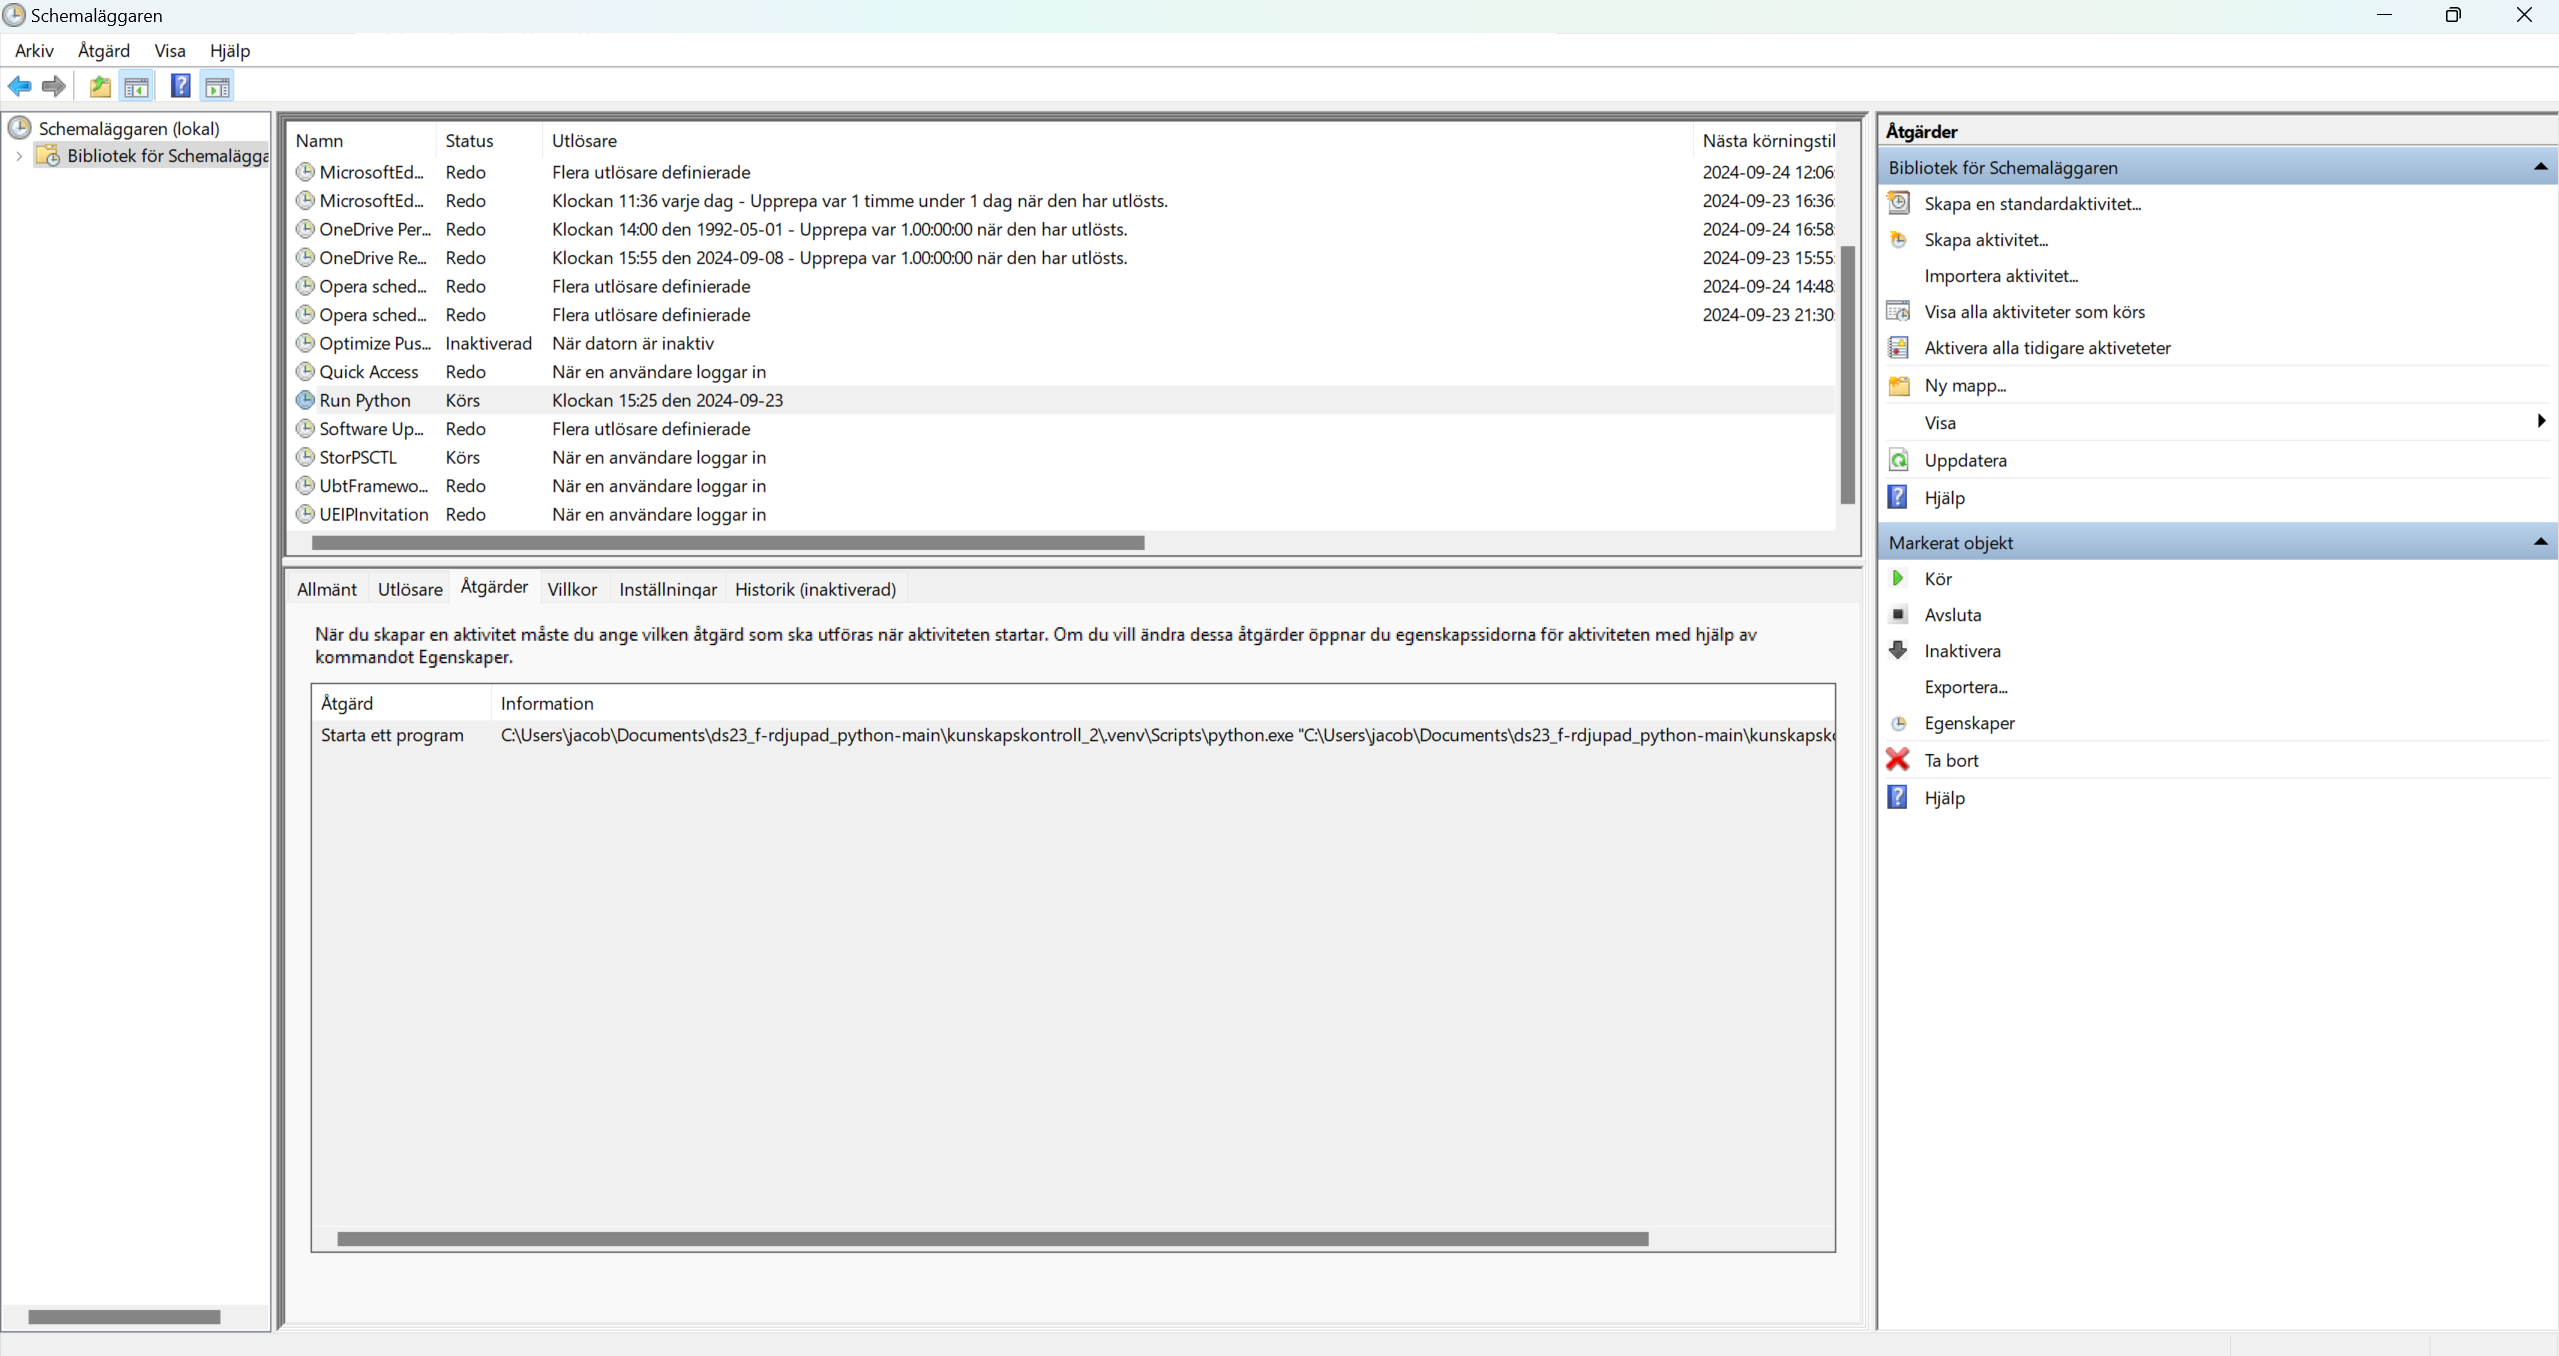 Schemaläggaren
Arkiv Åtgärd Visa Hjälp
Schemaläggaren (lokal)
Bibliotek för Schemalägga
Namn Status Utlösare Nästa körningstil
MicrosoftEd... Redo Flera utlösare definierade 2024-09-24 12:06:
MicrosoftEd... Redo Klockan 11:36 varje dag - Upprepa var 1 timme under 1 dag när den har utlösts. 2024-09-23 16:36:
OneDrive Per... Redo Klockan 14:00 den 1992-05-01 - Upprepa var 1.00:00:00 när den har utlösts. 2024-09-24 16:58:
OneDrive Re... Redo Klockan 15:55 den 2024-09-08 - Upprepa var 1.00:00:00 när den har utlösts. 2024-09-23 15:55:
Opera sched... Redo Flera utlösare definierade 2024-09-24 14:48:
Opera sched... Redo Flera utlösare definierade 2024-09-23 21:30:
Optimize Pus... Inaktiverad När datorn är inaktiv
Quick Access Redo När en användare loggar in
Run Python Körs Klockan 15:25 den 2024-09-23
Software Up... Redo Flera utlösare definierade
StorPSCTL Körs När en användare loggar in
UbtFramewo... Redo När en användare loggar in
UEIPInvitation Redo När en användare loggar in
Allmänt Utlösare Åtgärder Villkor Inställningar Historik (inaktiverad)
När du skapar en aktivitet måste du ange vilken åtgärd som ska utföras när aktiviteten startar. Om du vill ändra dessa åtgärder öppnar du egenskapssidorna för aktiviteten med hjälp av
kommandot Egenskaper.
Åtgärd Information
Starta ett program C:\Users\jacob\Documents\ds23_f-rdjupad_python-main\kunskapskontroll_2\.venv\Scripts\python.exe "C:\Users\jacob\Documents\ds23_f-rdjupad_python-main\kunskapsk
Åtgärder
Bibliotek för Schemaläggaren
Skapa en standardaktivitet...
Skapa aktivitet...
Importera aktivitet...
Visa alla aktiviteter som körs
Aktivera alla tidigare aktiveteter
Ny mapp...
Visa
Uppdatera
Hjälp
Markerat objekt
Kör
Avsluta
Inaktivera
Exportera...
Egenskaper
Ta bort
Hjälp